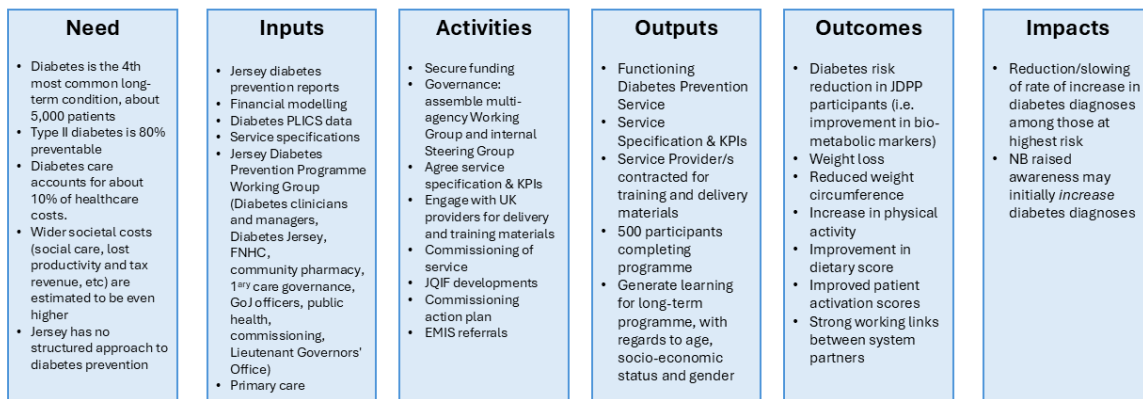 Need
• Diabetes is the 4th
most common long-
term condition, about
5,000 patients
• Type II diabetes is 80%
preventable
• Diabetes care
accounts for about
10% of healthcare
costs.
• Wider societal costs
(social care, lost
productivity and tax
revenue, etc) are
estimated to be even
higher
• Jersey has no
structured approach to
diabetes prevention
Inputs
• Jersey diabetes
prevention reports
• Financial modelling
• Diabetes PLICS data
• Service specifications
• Jersey Diabetes
Prevention Programme
Working Group
(Diabetes clinicians and
managers,
Diabetes Jersey,
FNHC,
community pharmacy,
1ary care governance,
GoJ officers, public
health,
commissioning,
Lieutenant Governors'
Office)
• Primary care
Activities
• Secure funding
• Governance:
assemble multi-
agency Working
Group and internal
Steering Group
• Agree service
specification & KPIs
• Engage with UK
providers for delivery
and training materials
• Commissioning of
service
• JQIF developments
• Commissioning
action plan
• EMIS referrals
Outputs
• Functioning
Diabetes Prevention
Service
• Service
Specification & KPIs
• Service Provider/s
contracted for
training and delivery
materials
• 500 participants
completing
programme
• Generate learning
for long-term
programme, with
regards to age,
socio-economic
status and gender
Outcomes
• Diabetes risk
reduction in JDPP
participants (i.e.
improvement in bio-
metabolic markers)
• Weight loss
• Reduced weight
circumference
• Increase in physical
activity
• Improvement in
dietary score
• Improved patient
activation scores
• Strong working links
between system
partners
Impacts
• Reduction/slowing
of rate of increase in
diabetes diagnoses
among those at
highest risk
• NB raised
awareness may
initially increase
diabetes diagnoses